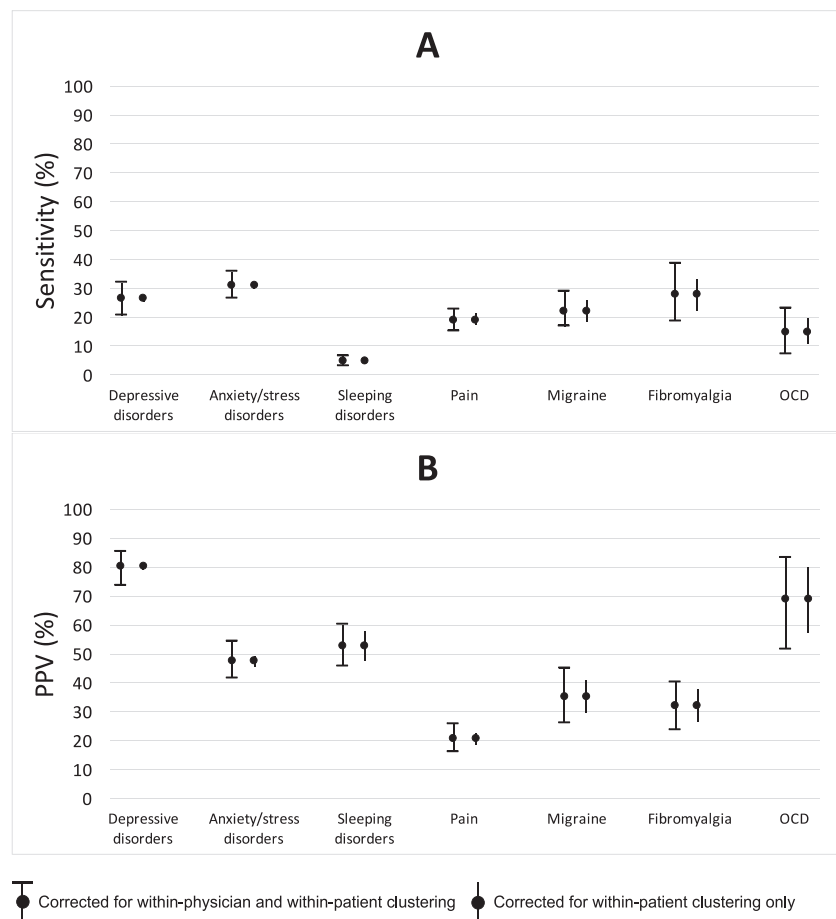 A
100
90
80
70
60
50
40
30
20
10
0
Sensitivity (%)
Depressive disorders
Anxiety/stress disorders
Sleeping disorders
Pain
Migraine
Fibromyalgia
OCD
B
100
90
80
70
60
50
40
30
20
10
0
PPV (%)
Depressive disorders
Anxiety/stress disorders
Sleeping disorders
Pain
Migraine
Fibromyalgia
OCD
Corrected for within-physician and within-patient clustering
Corrected for within-patient clustering only